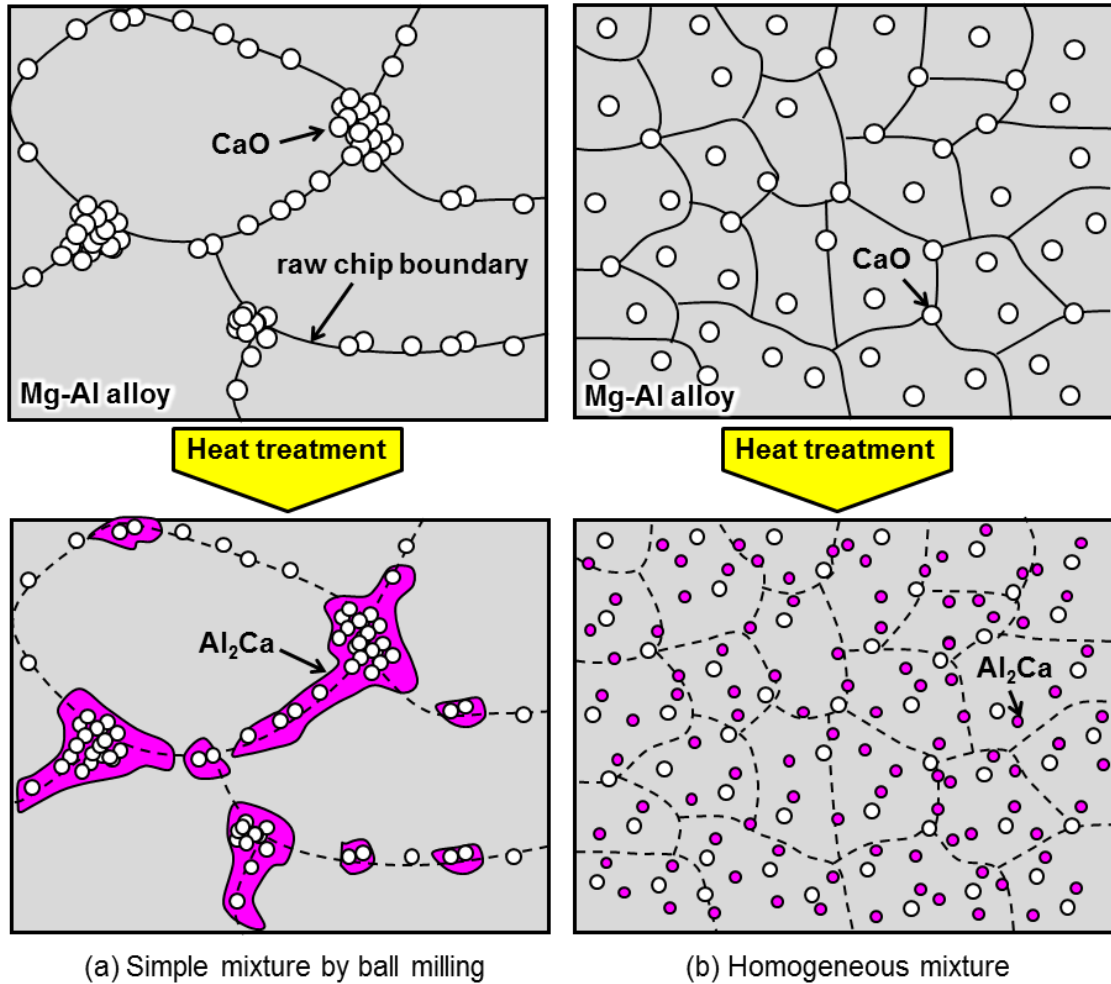 CaO
raw chip boundary
Mg-Al alloy
CaO
Mg-Al alloy
Heat treatment
Heat treatment
Al₂Ca
Al₂Ca
(a) Simple mixture by ball milling
(b) Homogeneous mixture